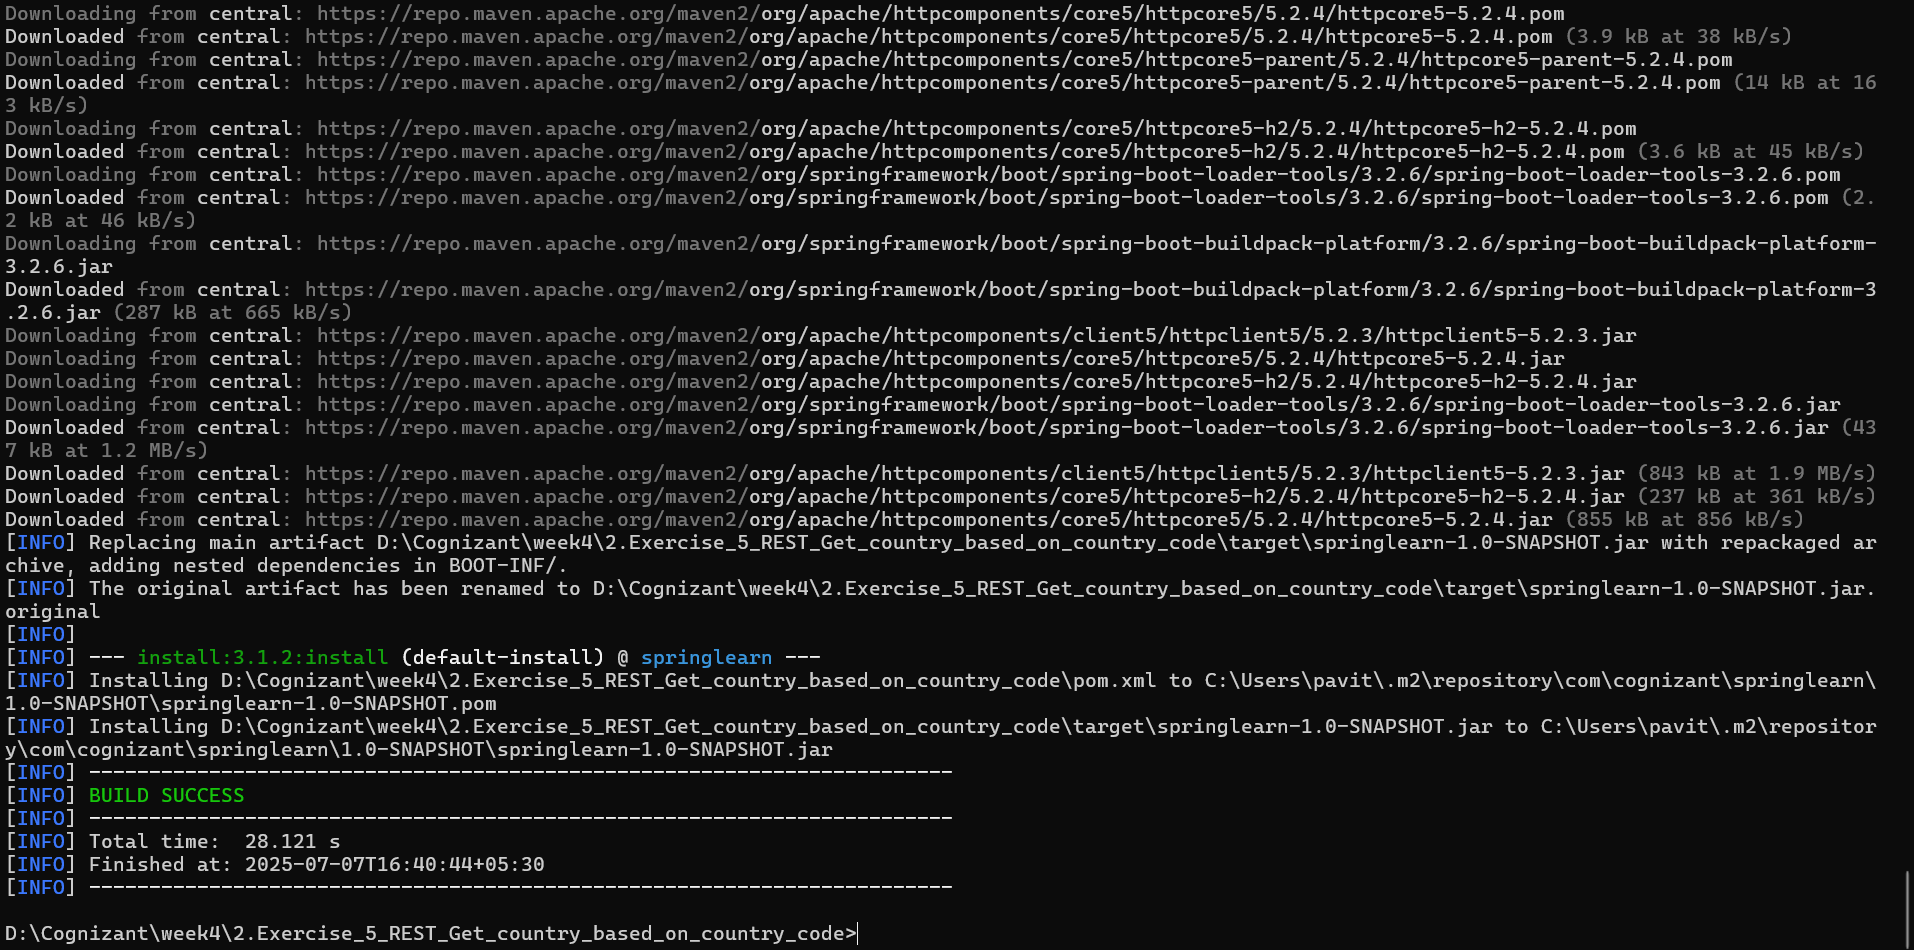 Downloading from central: https://repo.maven.apache.org/maven2/org/apache/httpcomponents/core5/httpcore5/5.2.4/httpcore5-5.2.4.pom
Downloaded from central: https://repo.maven.apache.org/maven2/org/apache/httpcomponents/core5/httpcore5/5.2.4/httpcore5-5.2.4.pom (3.9 kB at 38 kB/s)
Downloading from central: https://repo.maven.apache.org/maven2/org/apache/httpcomponents/core5/httpcore5-parent/5.2.4/httpcore5-parent-5.2.4.pom
Downloaded from central: https://repo.maven.apache.org/maven2/org/apache/httpcomponents/core5/httpcore5-parent/5.2.4/httpcore5-parent-5.2.4.pom (14 kB at 16
3 kB/s)
Downloading from central: https://repo.maven.apache.org/maven2/org/apache/httpcomponents/core5/httpcore5-h2/5.2.4/httpcore5-h2-5.2.4.pom
Downloaded from central: https://repo.maven.apache.org/maven2/org/apache/httpcomponents/core5/httpcore5-h2/5.2.4/httpcore5-h2-5.2.4.pom (3.6 kB at 45 kB/s)
Downloading from central: https://repo.maven.apache.org/maven2/org/springframework/boot/spring-boot-loader-tools/3.2.6/spring-boot-loader-tools-3.2.6.pom
Downloaded from central: https://repo.maven.apache.org/maven2/org/springframework/boot/spring-boot-loader-tools/3.2.6/spring-boot-loader-tools-3.2.6.pom (2.
2 kB at 46 kB/s)
Downloading from central: https://repo.maven.apache.org/maven2/org/springframework/boot/spring-boot-buildpack-platform/3.2.6/spring-boot-buildpack-platform-
3.2.6.jar
Downloaded from central: https://repo.maven.apache.org/maven2/org/springframework/boot/spring-boot-buildpack-platform/3.2.6/spring-boot-buildpack-platform-3
.2.6.jar (287 kB at 665 kB/s)
Downloading from central: https://repo.maven.apache.org/maven2/org/apache/httpcomponents/client5/httpclient5/5.2.3/httpclient5-5.2.3.jar
Downloading from central: https://repo.maven.apache.org/maven2/org/apache/httpcomponents/core5/httpcore5/5.2.4/httpcore5-5.2.4.jar
Downloading from central: https://repo.maven.apache.org/maven2/org/apache/httpcomponents/core5/httpcore5-h2/5.2.4/httpcore5-h2-5.2.4.jar
Downloading from central: https://repo.maven.apache.org/maven2/org/springframework/boot/spring-boot-loader-tools/3.2.6/spring-boot-loader-tools-3.2.6.jar
Downloaded from central: https://repo.maven.apache.org/maven2/org/springframework/boot/spring-boot-loader-tools/3.2.6/spring-boot-loader-tools-3.2.6.jar (43
7 kB at 1.2 MB/s)
Downloaded from central: https://repo.maven.apache.org/maven2/org/apache/httpcomponents/client5/httpclient5/5.2.3/httpclient5-5.2.3.jar (843 kB at 1.9 MB/s)
Downloaded from central: https://repo.maven.apache.org/maven2/org/apache/httpcomponents/core5/httpcore5-h2/5.2.4/httpcore5-h2-5.2.4.jar (237 kB at 361 kB/s)
Downloaded from central: https://repo.maven.apache.org/maven2/org/apache/httpcomponents/core5/httpcore5/5.2.4/httpcore5-5.2.4.jar (855 kB at 856 kB/s)
[INFO] Replacing main artifact D:\Cognizant\week4\2.Exercise_5_REST_Get_country_based_on_country_code\target\springlearn-1.0-SNAPSHOT.jar with repackaged ar
chive, adding nested dependencies in BOOT-INF/.
[INFO] The original artifact has been renamed to D:\Cognizant\week4\2.Exercise_5_REST_Get_country_based_on_country_code\target\springlearn-1.0-SNAPSHOT.jar.
original
[INFO]
[INFO] --- install:3.1.2:install (default-install) @ springlearn ---
[INFO] Installing D:\Cognizant\week4\2.Exercise_5_REST_Get_country_based_on_country_code\pom.xml to C:\Users\pavit\.m2\repository\com\cognizant\springlearn\
1.0-SNAPSHOT\springlearn-1.0-SNAPSHOT.pom
[INFO] Installing D:\Cognizant\week4\2.Exercise_5_REST_Get_country_based_on_country_code\target\springlearn-1.0-SNAPSHOT.jar to C:\Users\pavit\.m2\repositor
y\com\cognizant\springlearn\1.0-SNAPSHOT\springlearn-1.0-SNAPSHOT.jar
[INFO] ------------------------------------------------------------------------
[INFO] BUILD SUCCESS
[INFO] ------------------------------------------------------------------------
[INFO] Total time:  28.121 s
[INFO] Finished at: 2025-07-07T16:40:44+05:30
[INFO] ------------------------------------------------------------------------
D:\Cognizant\week4\2.Exercise_5_REST_Get_country_based_on_country_code>